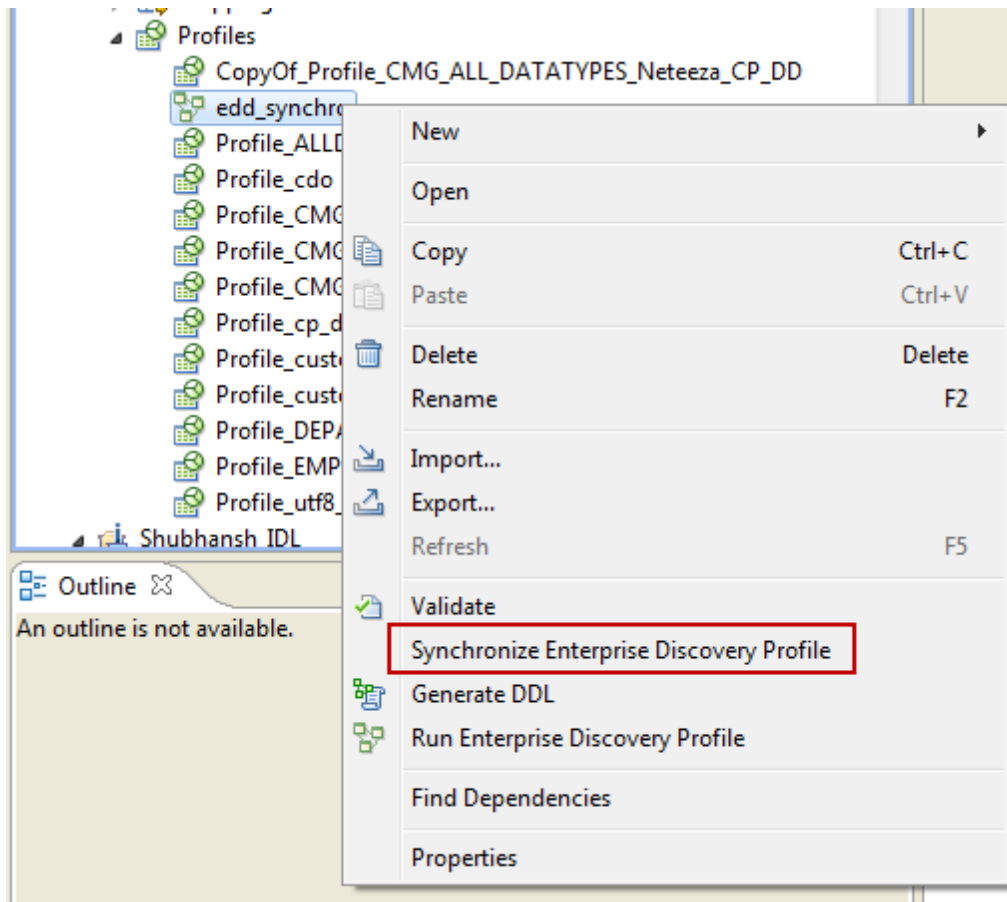 Profiles
CopyOf_Profile_CMG_ALL_DATATYPES_Neteeza_CP_DD
edd_synchro
Profile_ALLD
Profile_cdo
Profile_CMG
Profile_CMG
Profile_CMG
Profile_cp_d
Profile_custo
Profile_custo
Profile_DEPA
Profile_EMP
Profile_utf8_
Shubhansh_IDL
Outline
An outline is not available.
New
Open
Copy Ctrl+C
Paste Ctrl+V
Delete Delete
Rename F2
Import...
Export...
Refresh F5
Validate
Synchronize Enterprise Discovery Profile
Generate DDL
Run Enterprise Discovery Profile
Find Dependencies
Properties